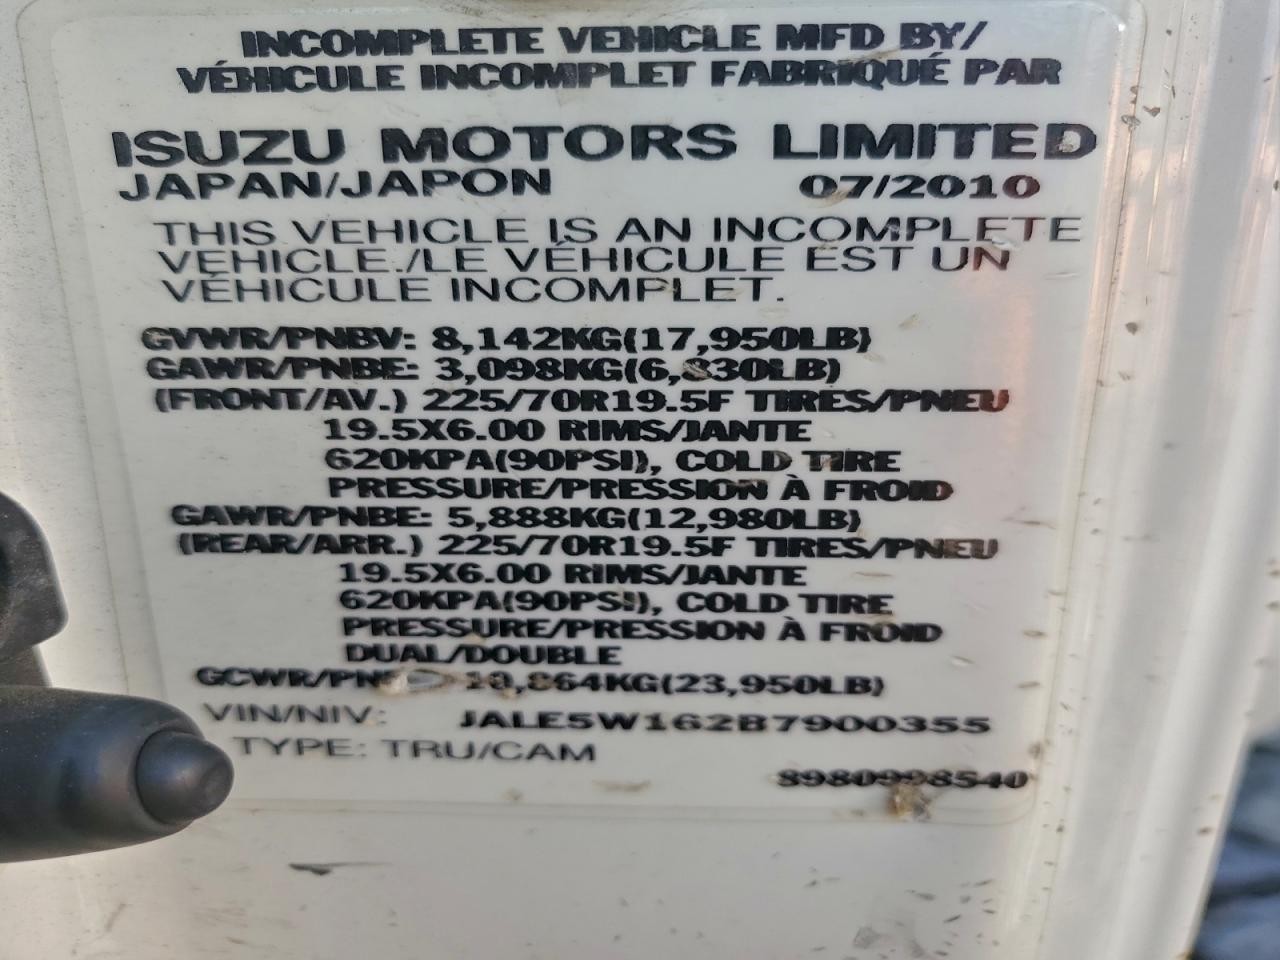 INCOMPLETE VEHICLE MFD BY/
VÉHICULE INCOMPLET FABRIQUÉ PAR
ISUZU MOTORS LIMITED
JAPAN/JAPON 07/2010
THIS VEHICLE IS AN INCOMPLETE
VEHICLE./LE VÉHICULE EST UN
VÉHICULE INCOMPLET.
GVWR/PNBV: 8,142KG(17,950LB)
GAWR/PNBE: 3,098KG(6,830LB)
(FRONT/AV.) 225/70R19.5F TIRES/PNEU
19.5X6.00 RIMS/JANTE
620KPA(90PSI), COLD TIRE
PRESSURE/PRESSION À FROID
GAWR/PNBE: 5,888KG(12,980LB)
(REAR/ARR.) 225/70R19.5F TIRES/PNEU
19.5X6.00 RIMS/JANTE
620KPA(90PSI), COLD TIRE
PRESSURE/PRESSION À FROID
DUAL/DOUBLE
10,864KG(23,950LB)
VIN/NIV: JALE5W162B7900355
TYPE: TRU/CAM
8980998540